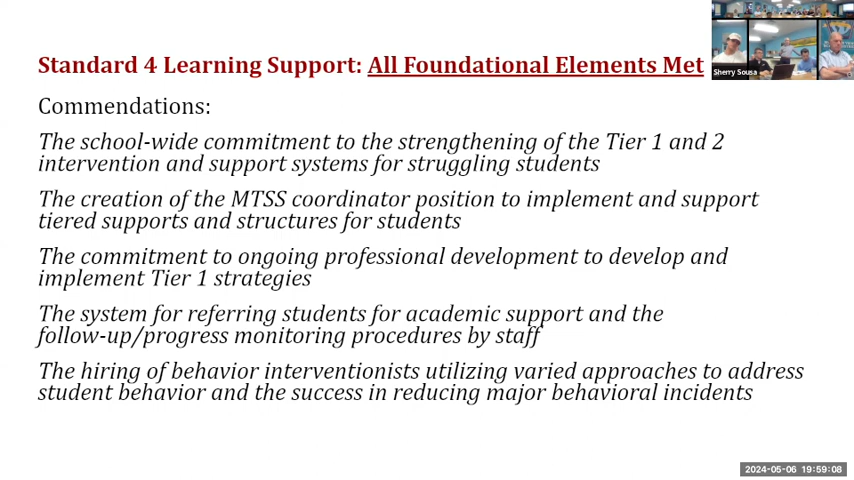 Standard 4 Learning Support: All Foundational Elements Met
Commendations:
The school-wide commitment to the strengthening of the Tier 1 and 2
intervention and support systems for struggling students
The creation of the MTSS coordinator position to implement and support
tiered supports and structures for students
The commitment to ongoing professional development to develop and
implement Tier 1 strategies
The system for referring students for academic support and the
follow-up/progress monitoring procedures by staff
The hiring of behavior interventionists utilizing varied approaches to address
student behavior and the success in reducing major behavioral incidents
Sherry Sousa
2024-05-06 19:59:08